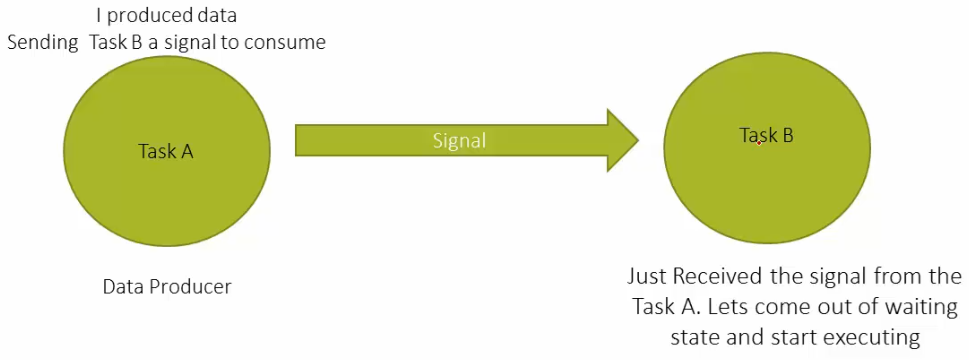 I produced data
Sending Task B a signal to consume
Task A
Signal
Task B
Data Producer
Just Received the signal from the
Task A. Lets come out of waiting
state and start executing